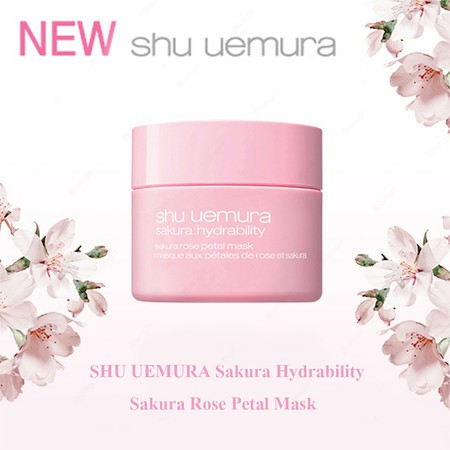 NEW shu uemura
shu uemura
sakura:hydrability
sakura rose petal mask
masque aux pétales de rose et sakura
SHU UEMURA Sakura Hydrability
Sakura Rose Petal Mask